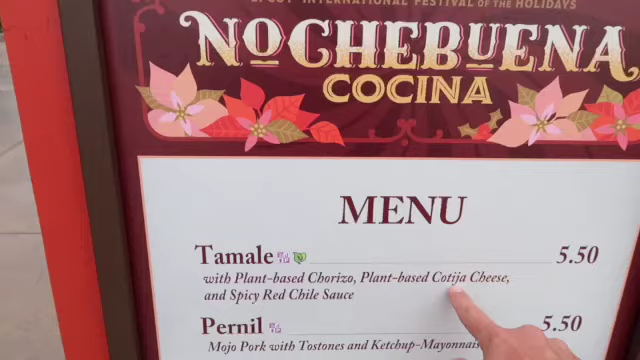 EPCOT INTERNATIONAL FESTIVAL OF THE HOLIDAYS
NOCHEBUENA
COCINA
MENU
Tamale 5.50
with Plant-based Chorizo, Plant-based Cotija Cheese,
and Spicy Red Chile Sauce
Pernil 5.50
Mojo Pork with Tostones and Ketchup-Mayonnais